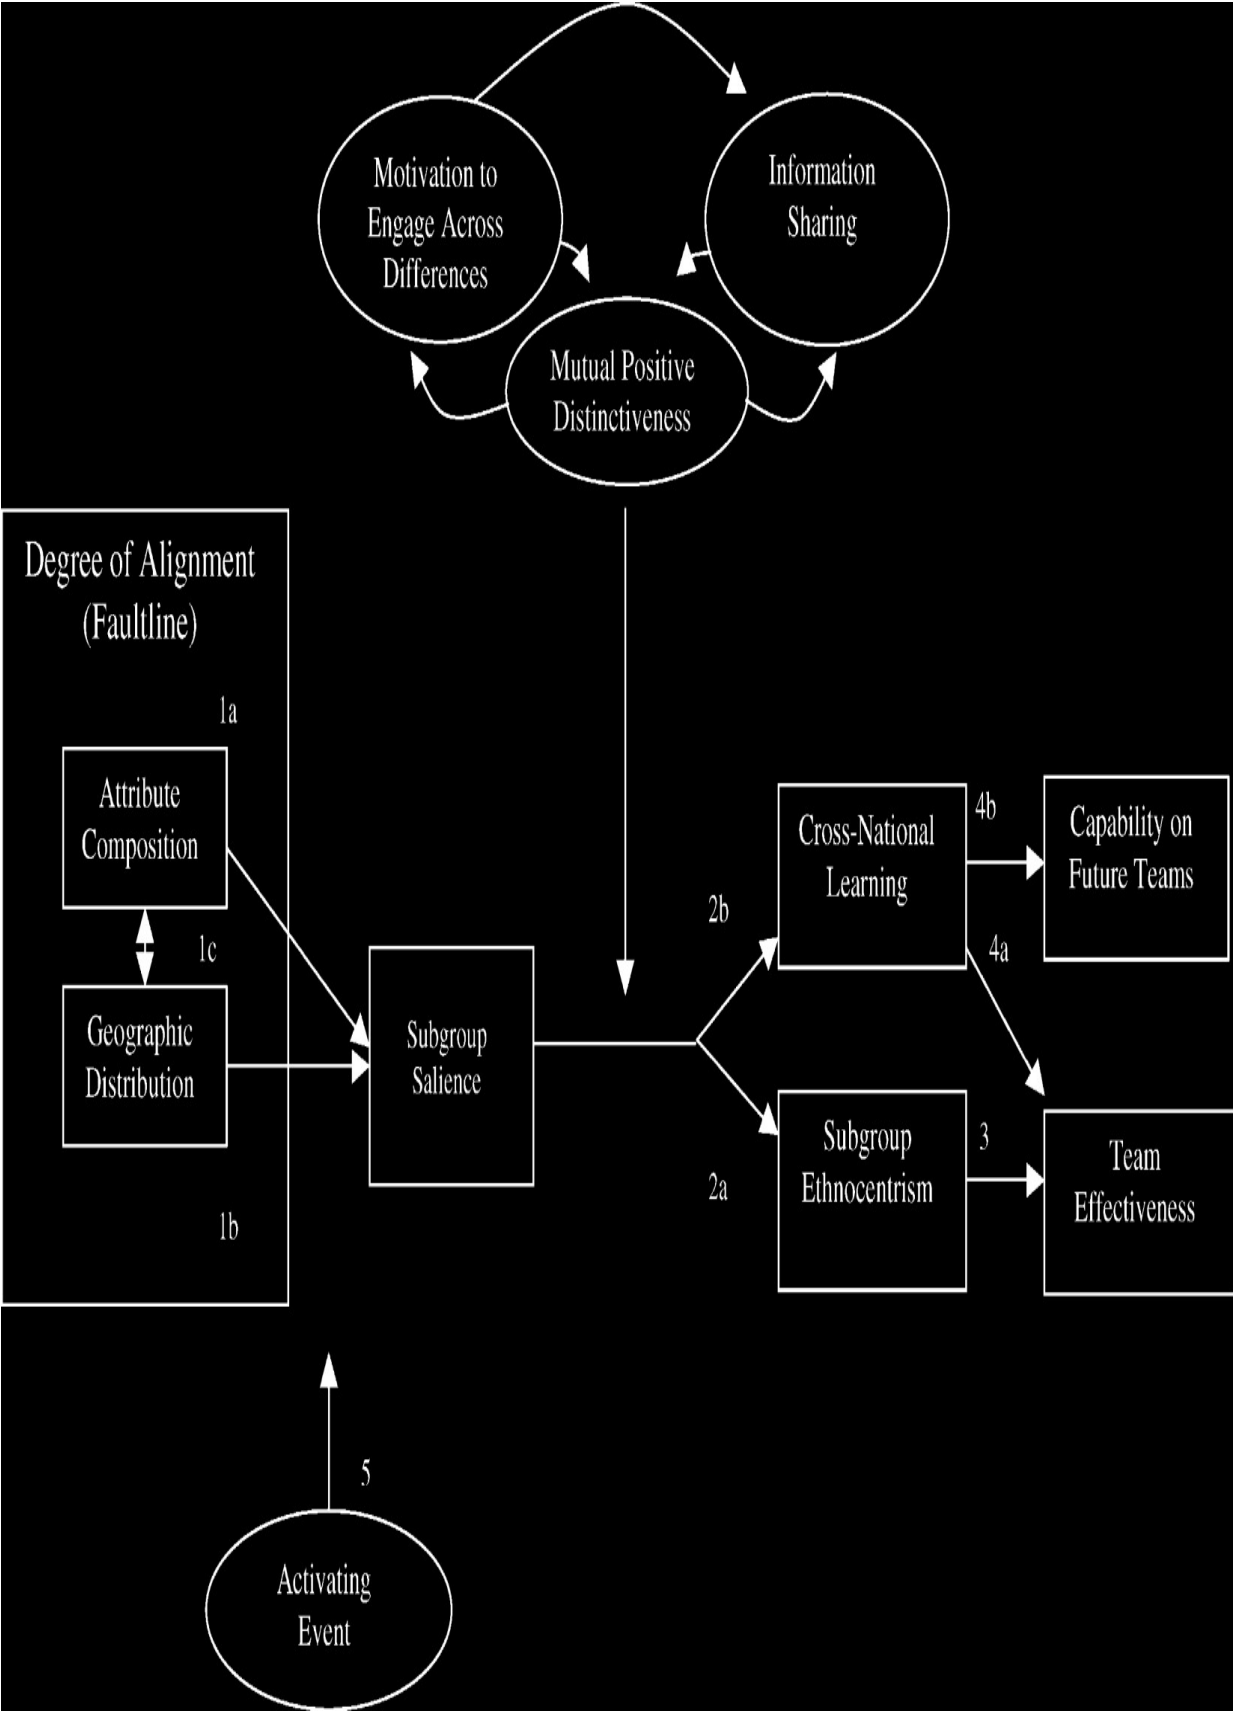 Motivation to
Engage Across
Differences
Information
Sharing
Mutual Positive
Distinctiveness
Degree of Alignment
(Faultline)
1a
Attribute
Composition
1c
Geographic
Distribution
1b
Subgroup
Salience
2b
2a
Cross-National
Learning
4b
4a
Capability on
Future Teams
Subgroup
Ethnocentrism
3
Team
Effectiveness
5
Activating
Event